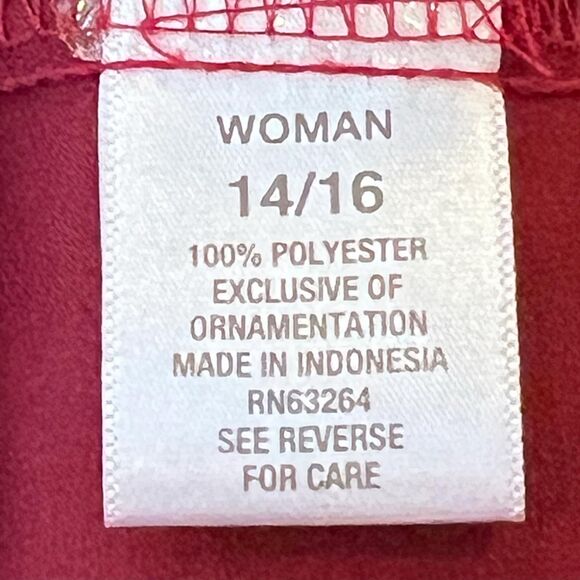 WOMAN
14/16
100% POLYESTER
EXCLUSIVE OF
ORNAMENTATION
MADE IN INDONESIA
RN63264
SEE REVERSE
FOR CARE